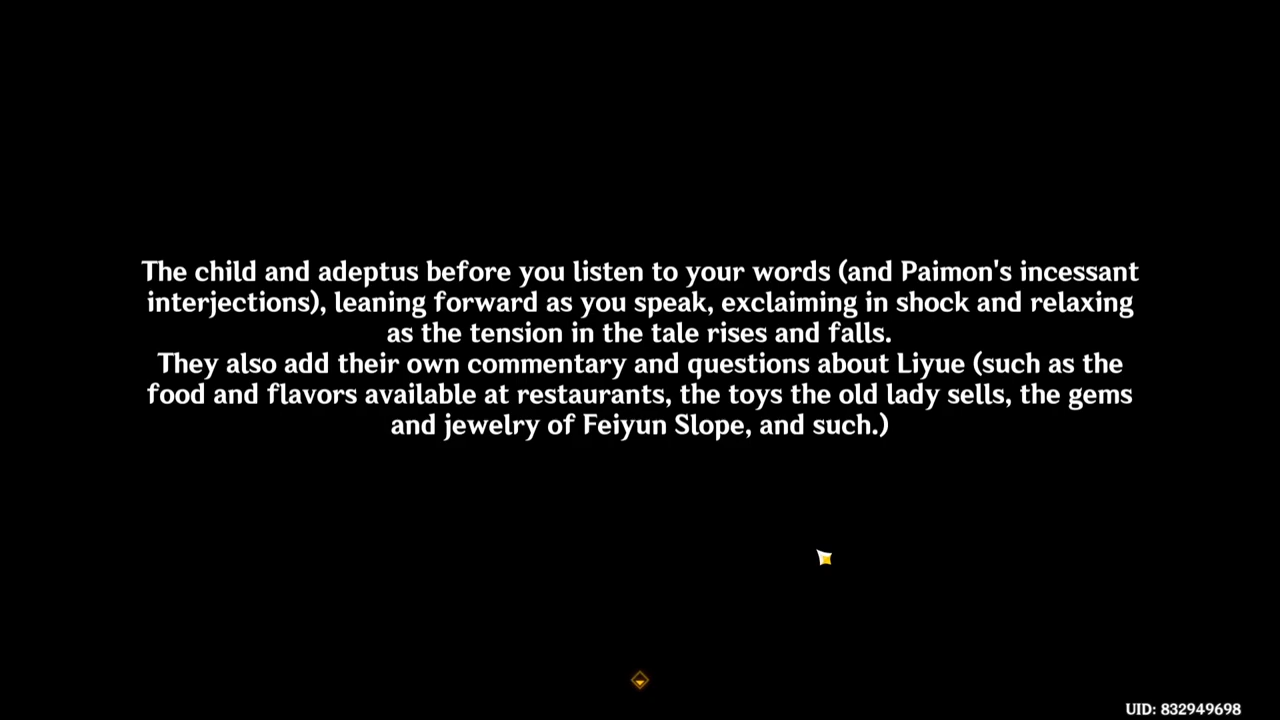 The child and adeptus before you listen to your words (and Paimon's incessant
interjections), leaning forward as you speak, exclaiming in shock and relaxing
as the tension in the tale rises and falls.
They also add their own commentary and questions about Liyue (such as the
food and flavors available at restaurants, the toys the old lady sells, the gems
and jewelry of Feiyun Slope, and such.)
UID: 832949698